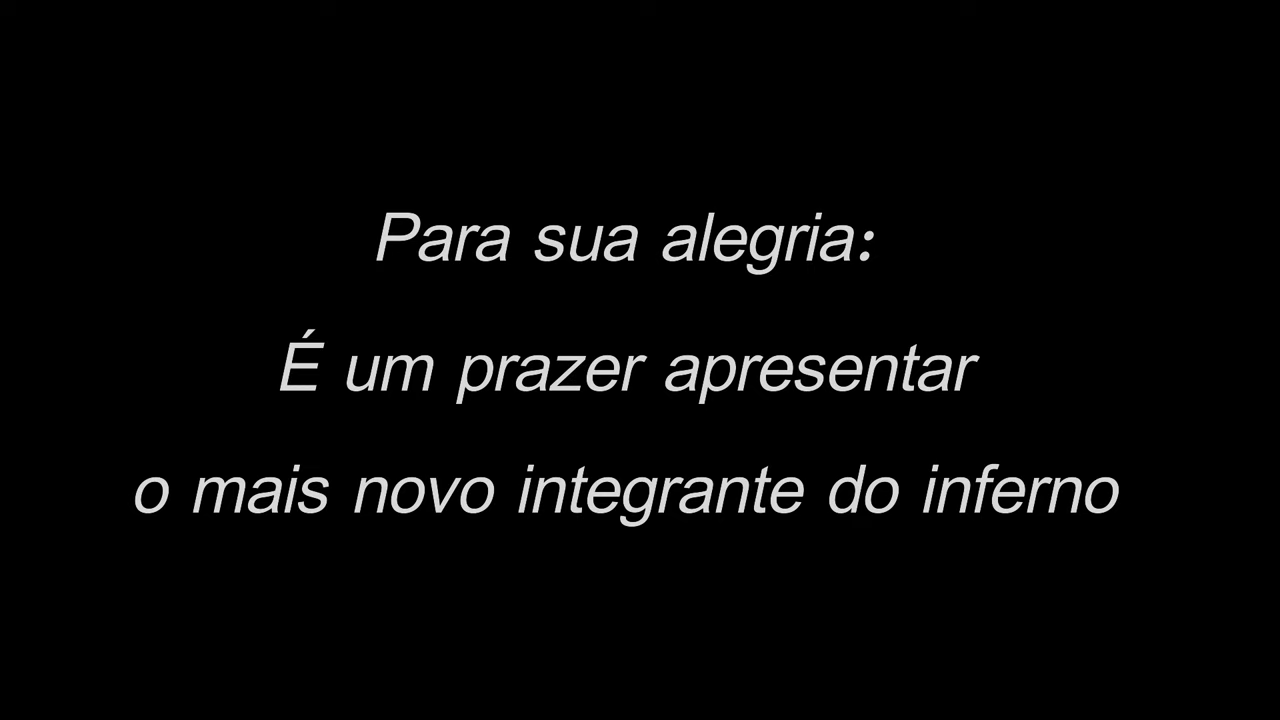 Para sua alegria:
É um prazer apresentar
o mais novo integrante do inferno